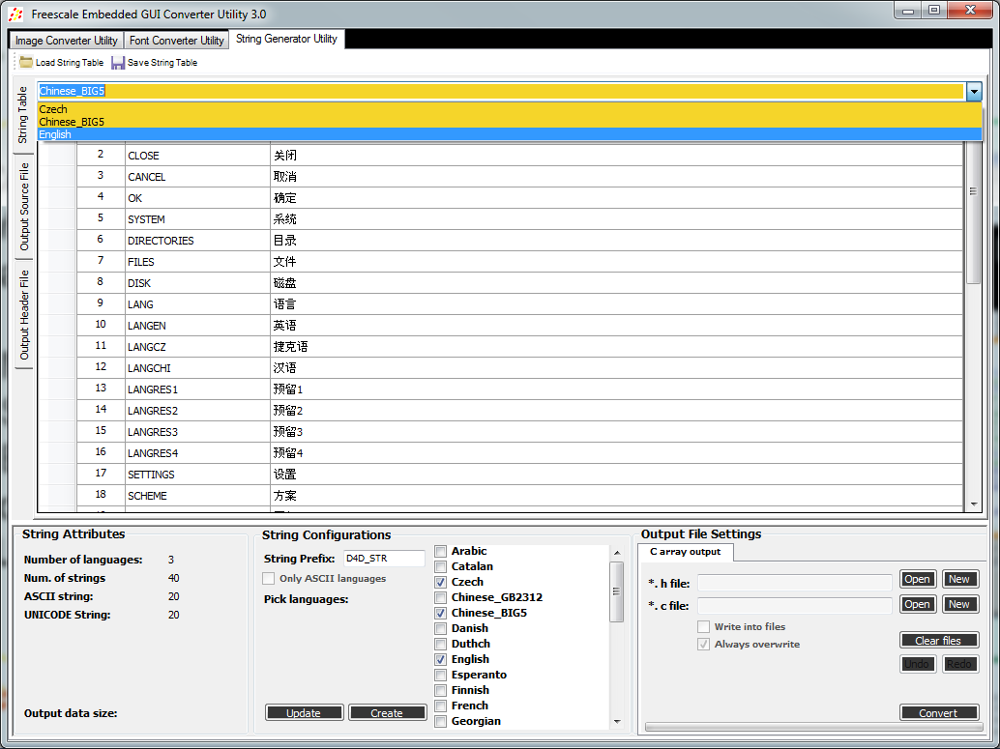 Freescale Embedded GUI Converter Utility 3.0
Image Converter Utility Font Converter Utility String Generator Utility
Load String Table Save String Table
String Table
Output Source File
Output Header File
Chinese_BIG5
Czech
Chinese_BIG5
English
2 CLOSE 关闭
3 CANCEL 取消
4 OK 确定
5 SYSTEM 系统
6 DIRECTORIES 目录
7 FILES 文件
8 DISK 磁盘
9 LANG 语言
10 LANGEN 英语
11 LANGCZ 捷克语
12 LANGCHI 汉语
13 LANGRES1 预留1
14 LANGRES2 预留2
15 LANGRES3 预留3
16 LANGRES4 预留4
17 SETTINGS 设置
18 SCHEME 方案
String Attributes
Number of languages: 3
Num. of strings 40
ASCII string: 20
UNICODE String: 20
Output data size:
String Configurations
String Prefix: D4D_STR
Only ASCII languages
Pick languages:
Update Create
Arabic
Catalan
Czech
Chinese_GB2312
Chinese_BIG5
Danish
Duthch
English
Esperanto
Finnish
French
Georgian
Output File Settings
C array output
*. h file: Open New
*. c file: Open New
Write into files
Always overwrite
Clear files
Undo Redo
Convert